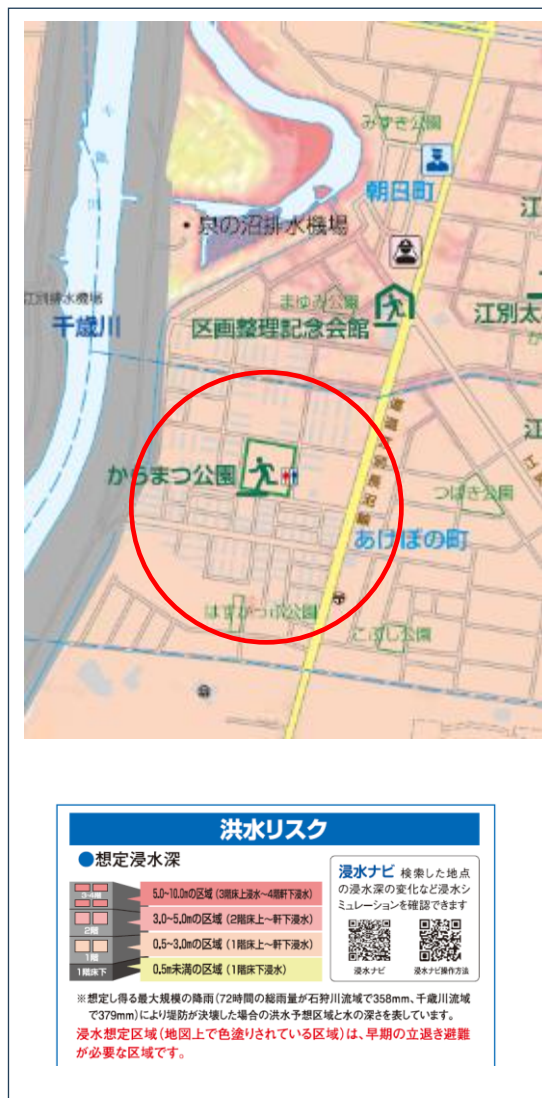 みずき公園
朝日町
・泉の沼排水機場
江別排水機場
まゆみ公園
千歳川
区画整理記念会館
江別太
からまつ公園
つばき公園
あけぼの町
はまなす公園
こぶし公園
洪水リスク
●想定浸水深
3-4階
5.0~10.0mの区域 (3階床上浸水~4階軒下浸水)
2階
3.0~5.0mの区域 (2階床上~軒下浸水)
1階
0.5~3.0mの区域 (1階床上~軒下浸水)
1階床下
0.5m未満の区域 (1階床下浸水)
浸水ナビ 検索した地点
の浸水深の変化など浸水シ
ミュレーションを確認できます
浸水ナビ
浸水ナビ操作方法
※想定し得る最大規模の降雨(72時間の総雨量が石狩川流域で358mm、千歳川流域
で379mm)により堤防が決壊した場合の洪水予想区域と水の深さを表しています。
浸水想定区域(地図上で色塗りされている区域)は、早期の立退き避難
が必要な区域です。